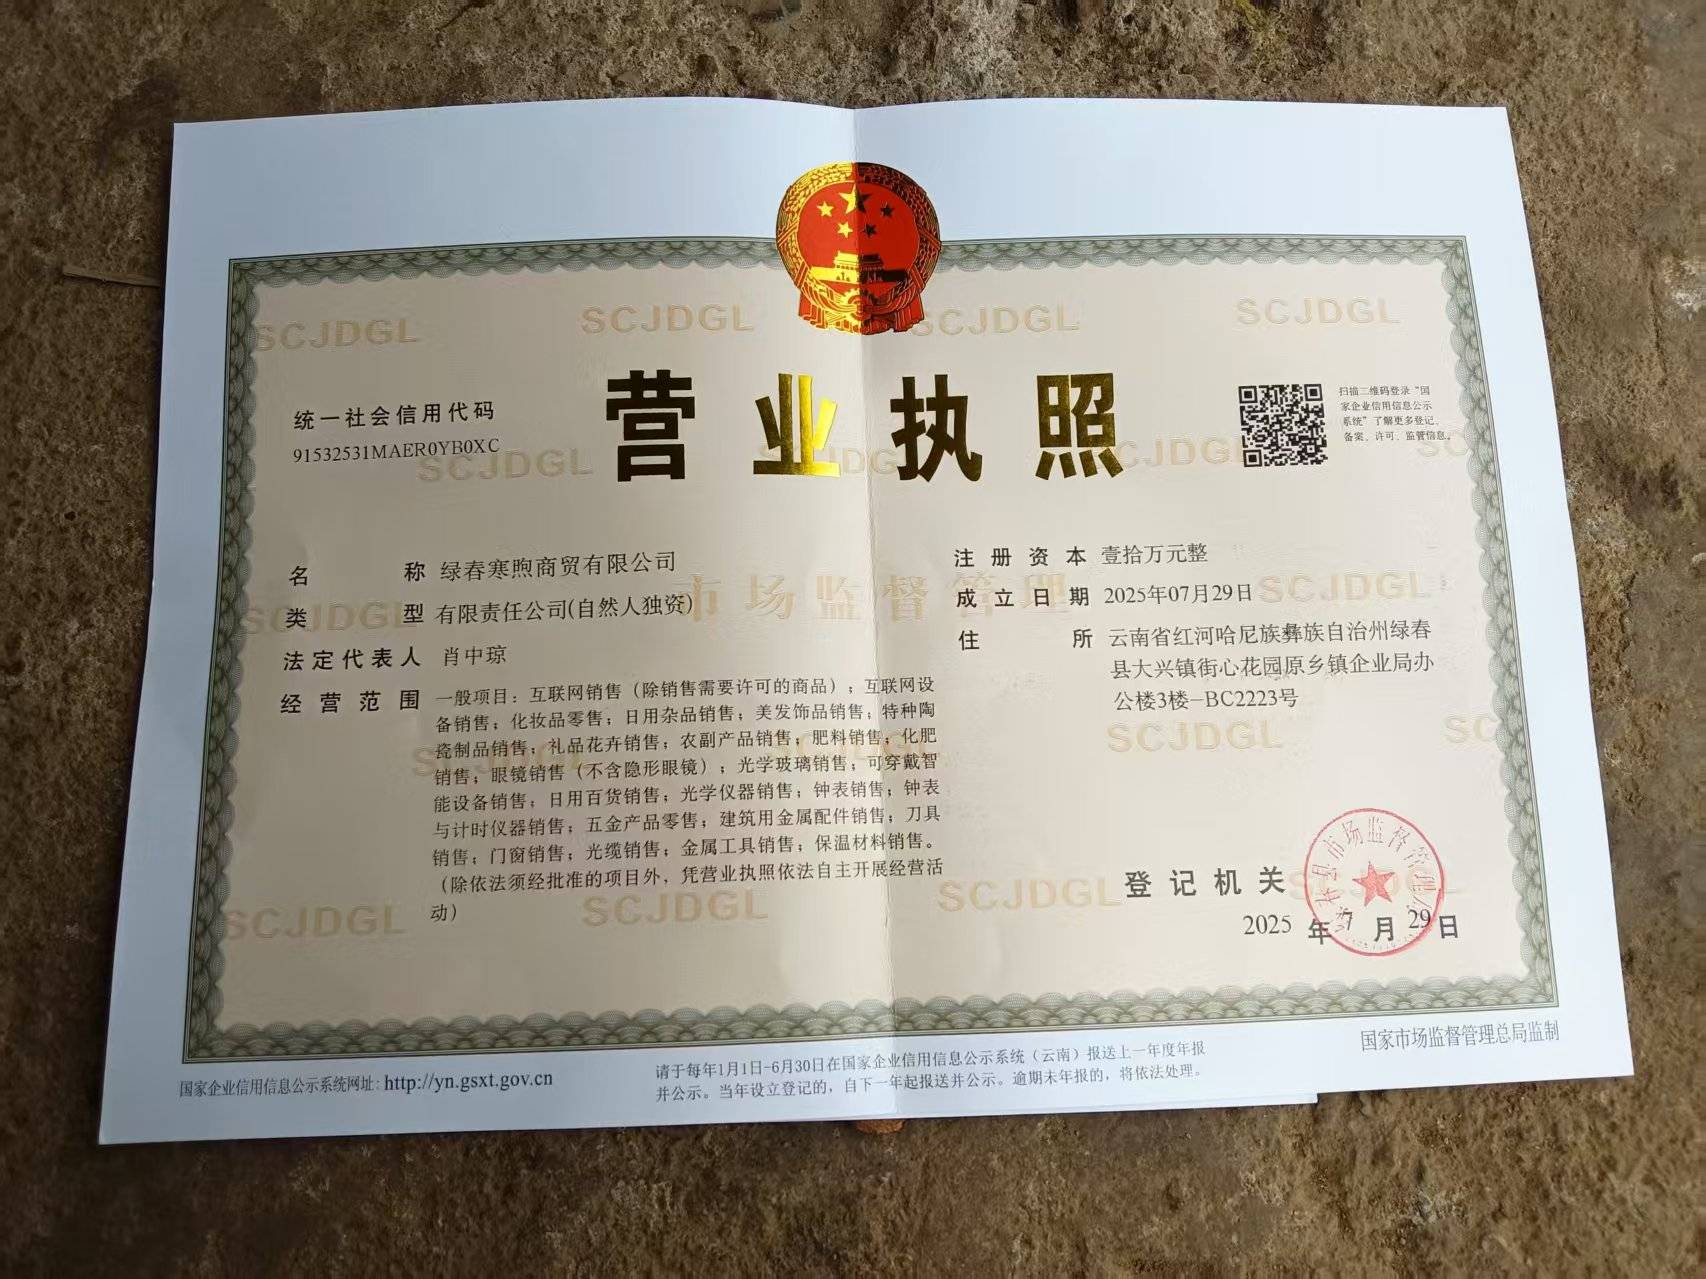 SCJDGL SCJDGL SCJDGL SCJDGL
营业执照
统一社会信用代码
91532531MAER0YB0XC
扫描二维码登录“国
家企业信用信息公示
系统”了解更多登记、
备案、许可、监管信息。
名称 绿春寒煦商贸有限公司
类型 有限责任公司(自然人独资)
法定代表人 肖中琼
经营范围 一般项目：互联网销售（除销售需要许可的商品）；互联网设
备销售；化妆品零售；日用杂品销售；美发饰品销售；特种陶
瓷制品销售；礼品花卉销售；农副产品销售；肥料销售；化肥
销售；眼镜销售（不含隐形眼镜）；光学玻璃销售；可穿戴智
能设备销售；日用百货销售；光学仪器销售；钟表销售；钟表
与计时仪器销售；五金产品零售；建筑用金属配件销售；刀具
销售；门窗销售；光缆销售；金属工具销售；保温材料销售。
（除依法须经批准的项目外，凭营业执照依法自主开展经营活
动）
注册资本 壹拾万元整
成立日期 2025年07月29日
住所 云南省红河哈尼族彝族自治州绿春
县大兴镇街心花园原乡镇企业局办
公楼3楼-BC2223号
市场监督管理
登记机关
2025 年 7 月 29 日
国家企业信用信息公示系统网址：http://yn.gsxt.gov.cn
请于每年1月1日-6月30日在国家企业信用信息公示系统（云南）报送上一年度年报
并公示。当年设立登记的，自下一年起报送并公示。逾期未年报的，将依法处理。
国家市场监督管理总局监制